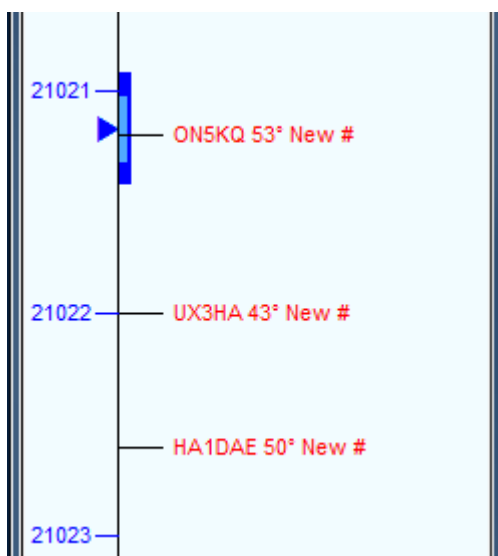 21021
ON5KQ 53° New #
21022 UX3HA 43° New #
HA1DAE 50° New #
21023